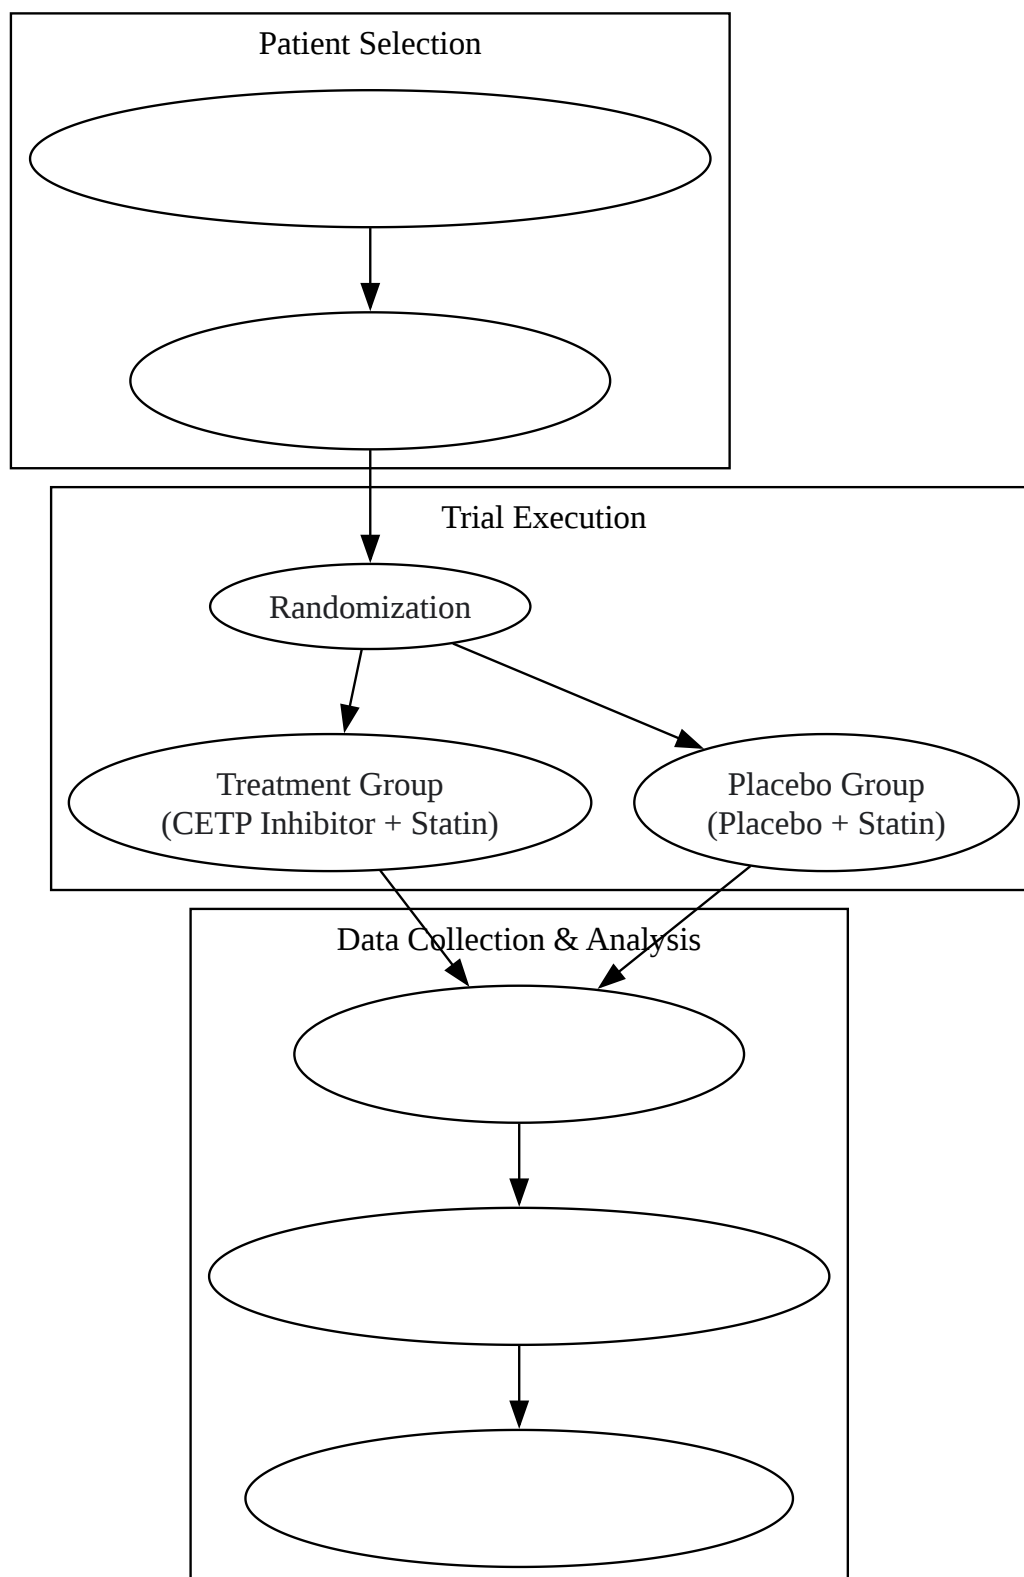 Patient Selection
Trial Execution
Randomization
Treatment Group
(CETP Inhibitor + Statin)
Placebo Group
(Placebo + Statin)
Data Collection & Analysis